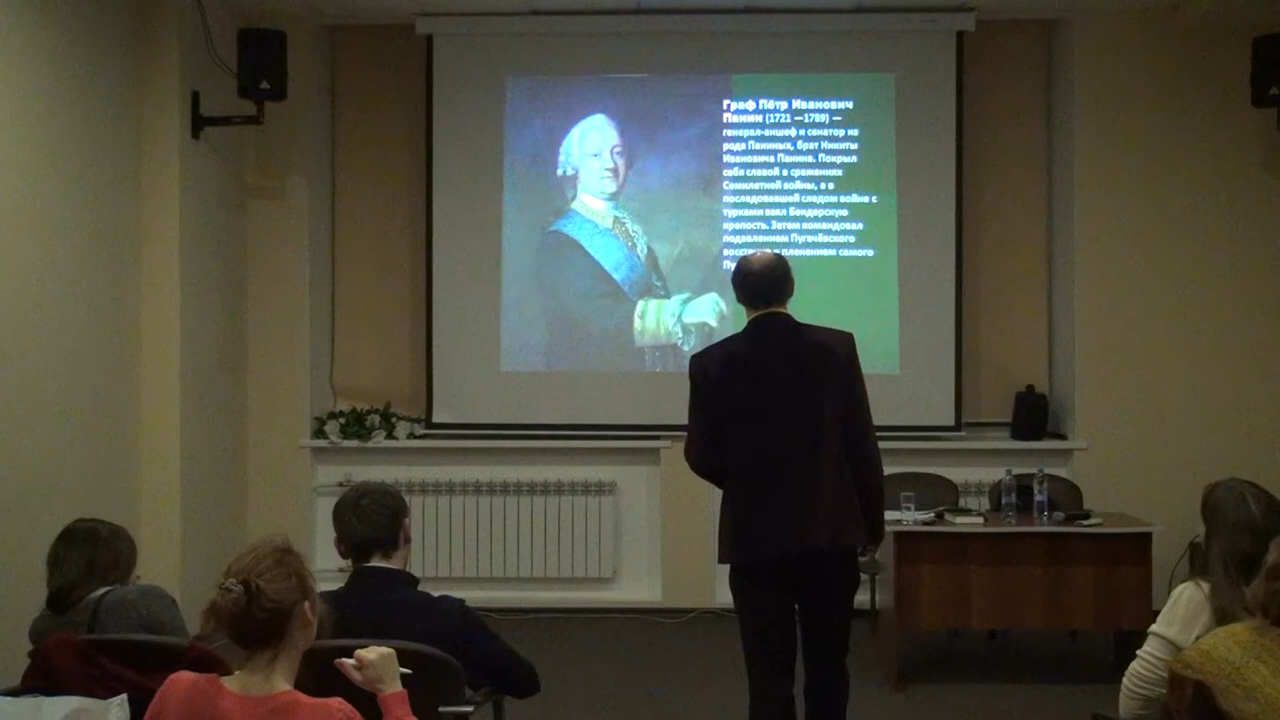 Граф Пётр Иванович
Панин (1721 —1789) —
генерал-аншеф и сенатор из
рода Паниных, брат Никиты
Ивановича Панина. Покрыл
себя славой в сражениях
Семилетней войны, а в
последовавшей следом войне с
турками взял Бендерскую
крепость. Затем командовал
подавлением Пугачёвского
пленением самого